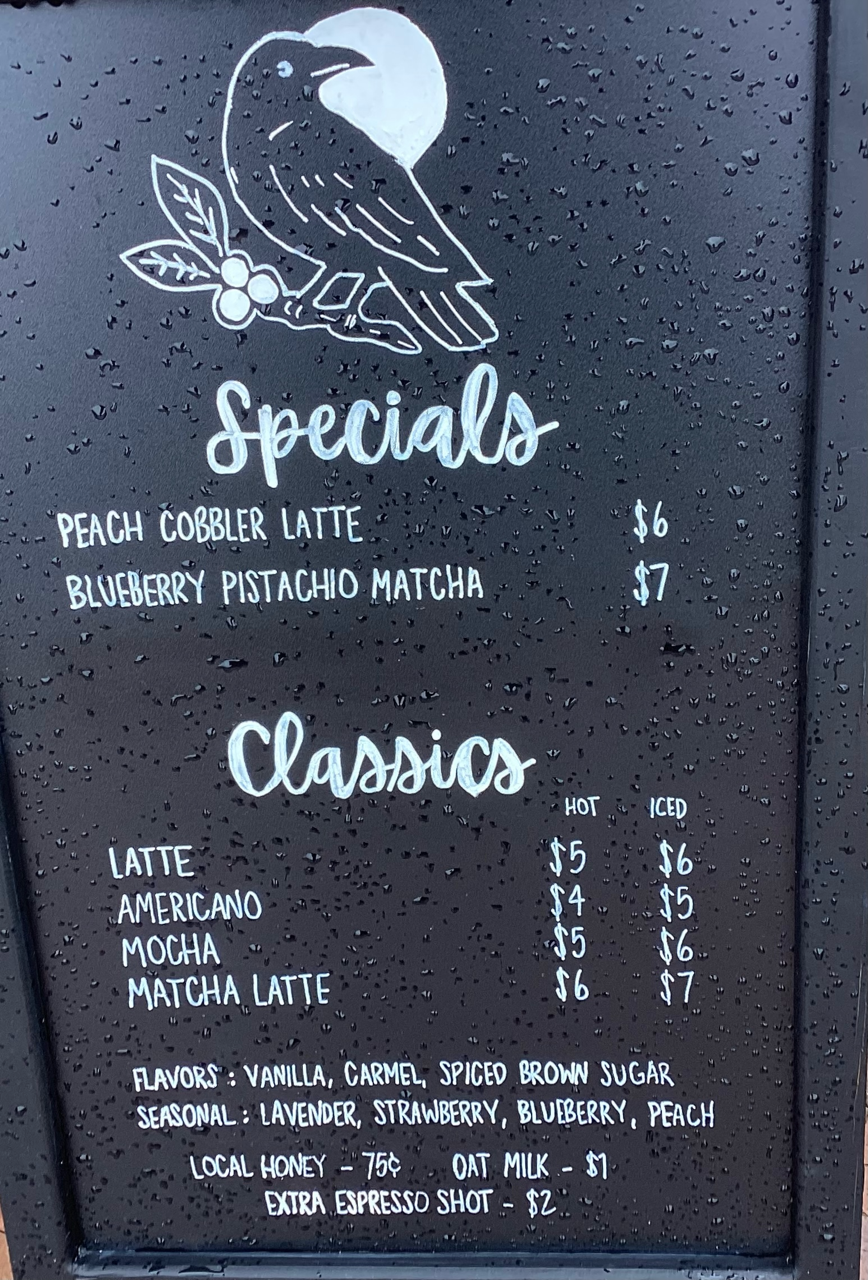 Specials
PEACH COBBLER LATTE $6
BLUEBERRY PISTACHIO MATCHA $7
Classics
HOT ICED
LATTE $5 $6
AMERICANO $4 $5
MOCHA $5 $6
MATCHA LATTE $6 $7
FLAVORS : VANILLA, CARMEL, SPICED BROWN SUGAR
SEASONAL : LAVENDER, STRAWBERRY, BLUEBERRY, PEACH
LOCAL HONEY - 75¢ OAT MILK - $1
EXTRA ESPRESSO SHOT - $2